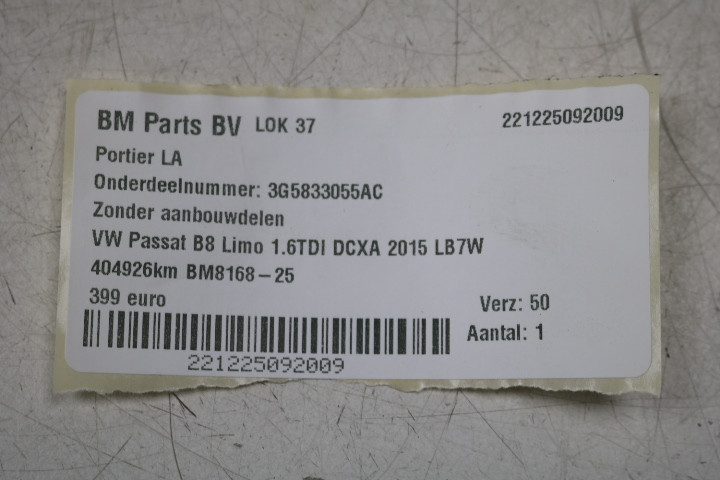 BM Parts BV LOK 37 221225092009
Portier LA
Onderdeelnummer: 3G5833055AC
Zonder aanbouwdelen
VW Passat B8 Limo 1.6TDI DCXA 2015 LB7W
404926km BM8168-25
399 euro Verz: 50
Aantal: 1
221225092009